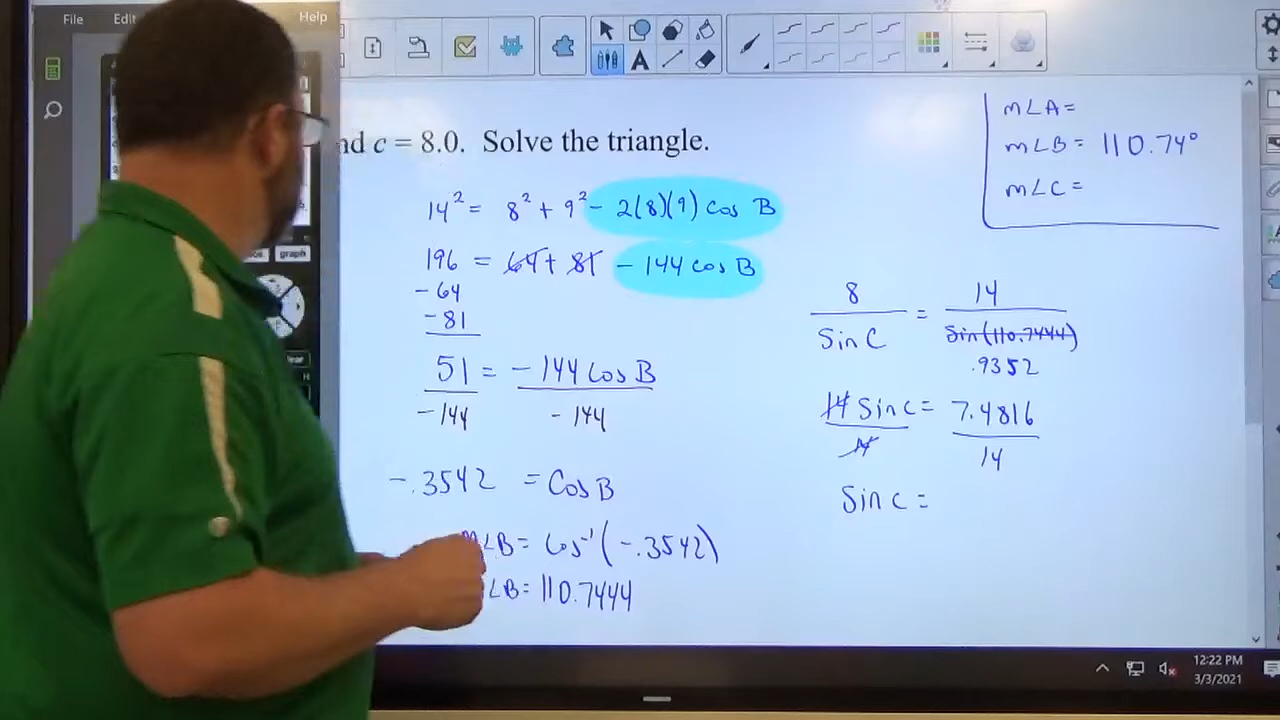 File Edit Help
nd c = 8.0. Solve the triangle.
m∠A =
m∠B = 110.74°
m∠C =
14² = 8² + 9² - 2(8)(9) cos B
196 = 64 + 81 - 144 cos B
- 64
- 81
51 = - 144 cos B
- 144 - 144
-.3542 = Cos B
m∠B = Cos⁻¹(-.3542)
∠B = 110.7444
8 = 14
Sin C Sin(110.7444)
.9352
14 Sin C = 7.4816
14 14
Sin C =
graph
12:22 PM
3/3/2021